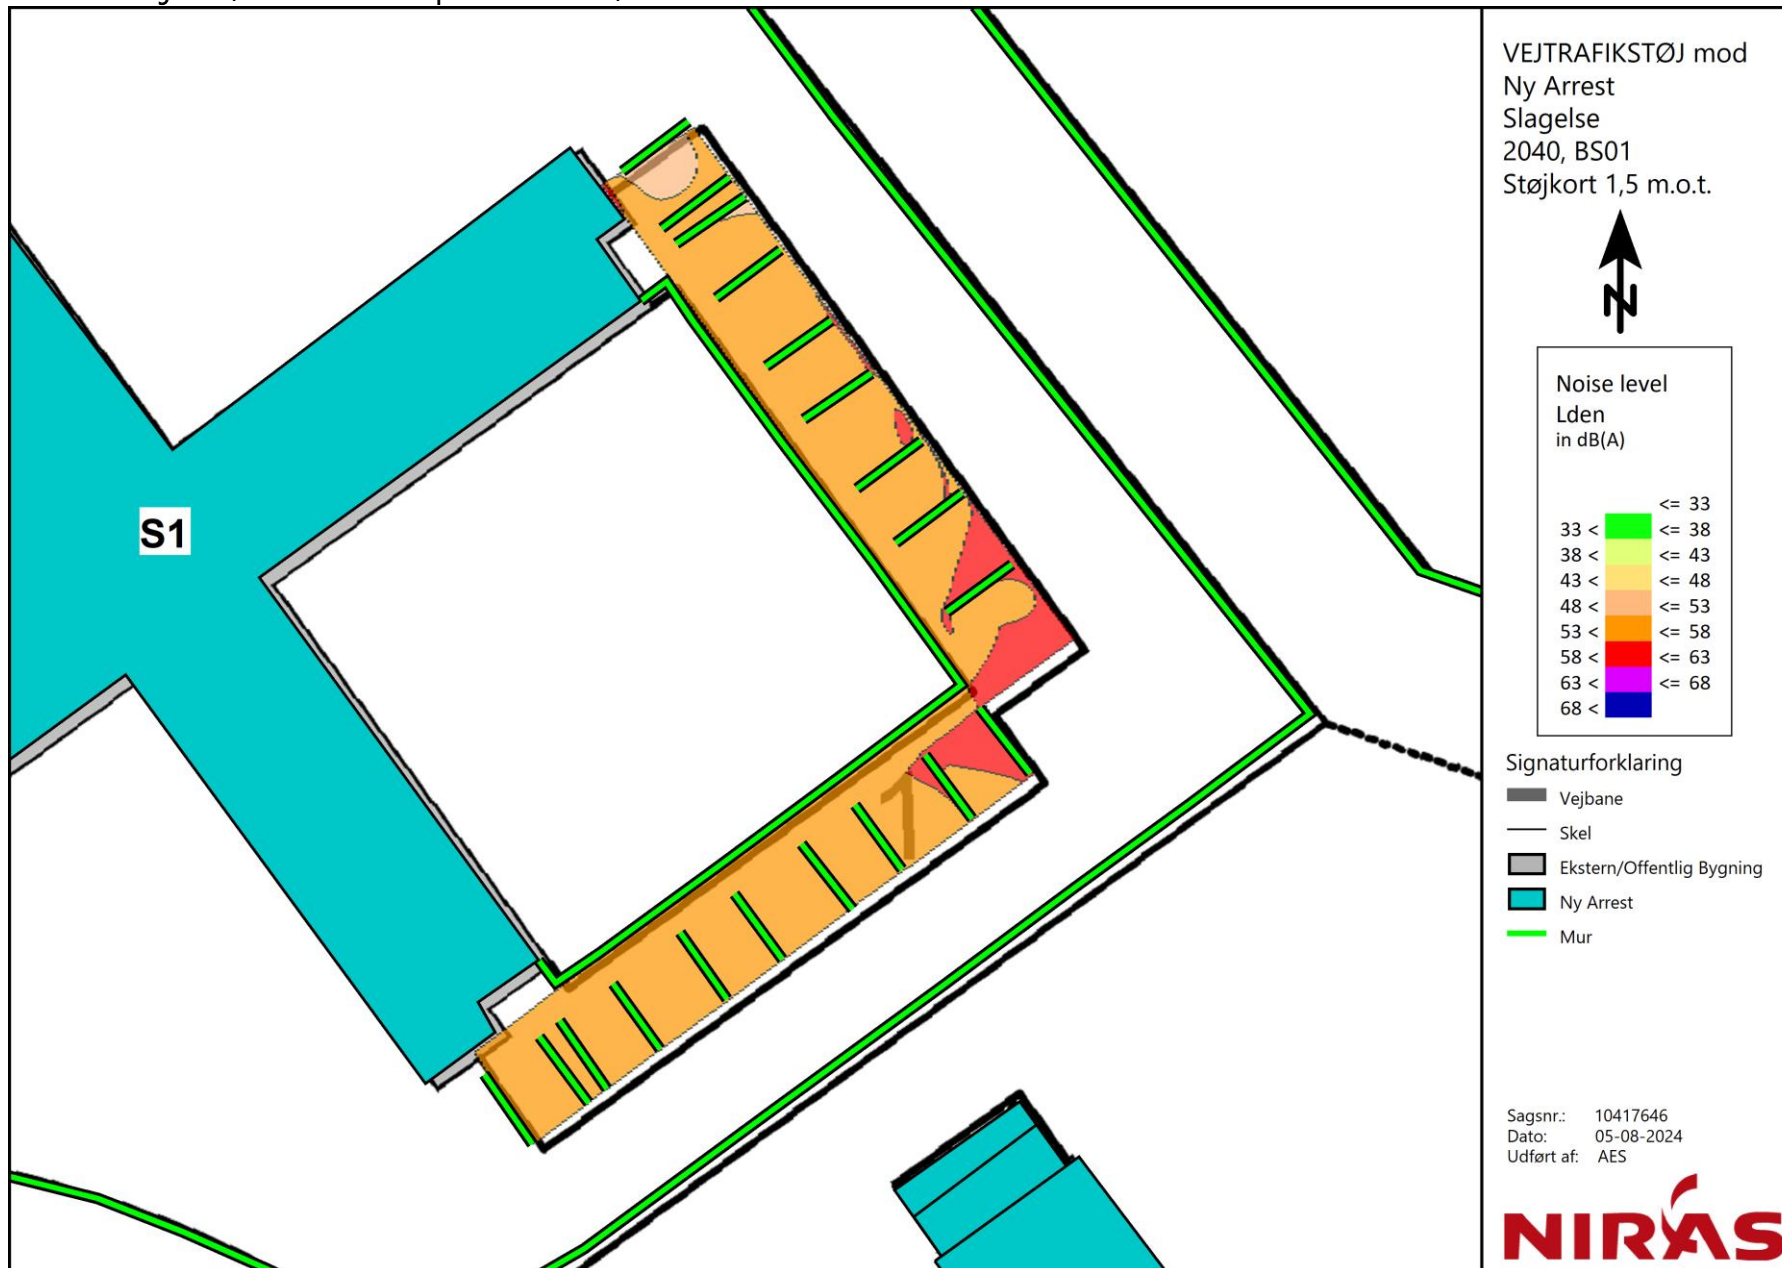 VEJTRAFIKSTØJ mod
Ny Arrest
Slagelse
2040, BS01
Støjkort 1,5 m.o.t.
N
Noise level
Lden
in dB(A)
<= 33
33 < <= 38
38 < <= 43
43 < <= 48
48 < <= 53
53 < <= 58
58 < <= 63
63 < <= 68
68 <
Signaturforklaring
Vejbane
Skel
Ekstern/Offentlig Bygning
Ny Arrest
Mur
S1
1
Sagsnr.: 10417646
Dato: 05-08-2024
Udført af: AES
NIRAS